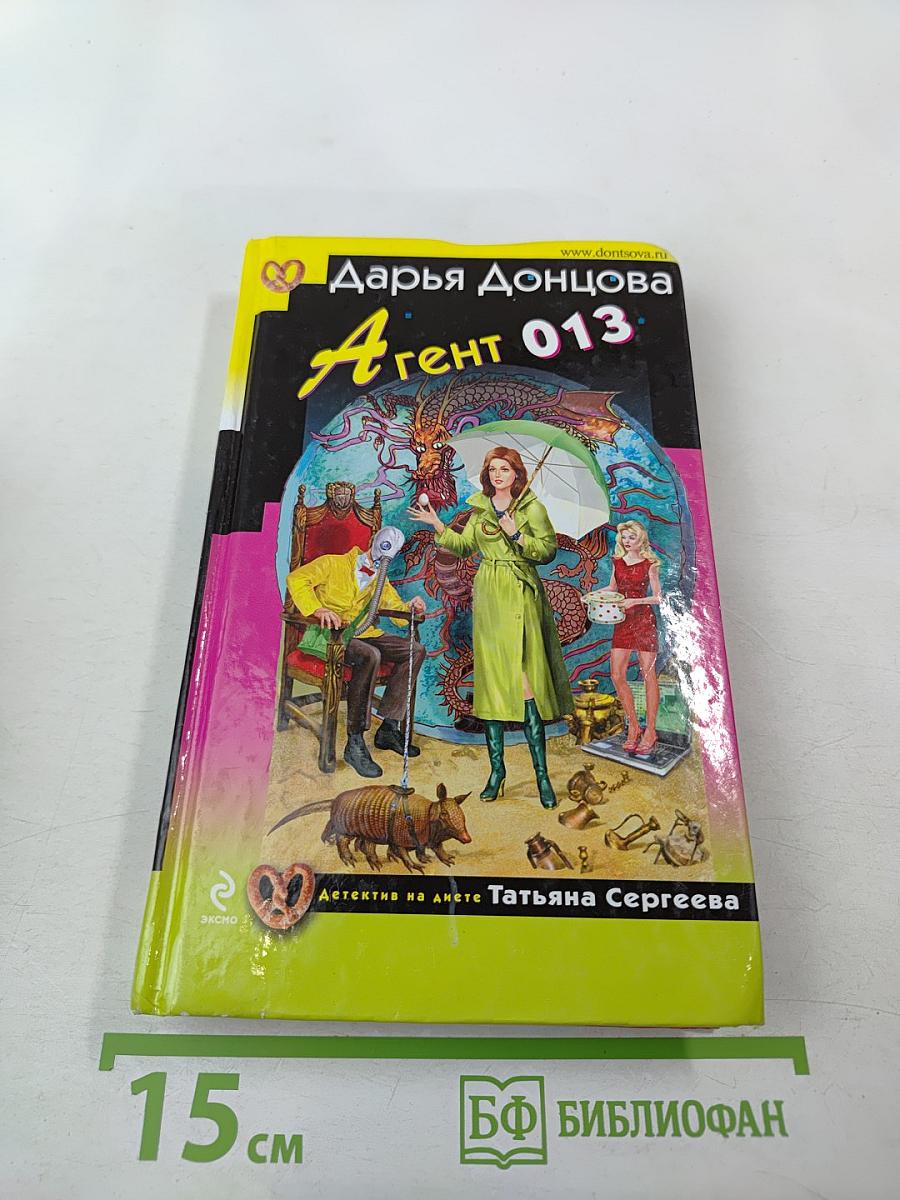 www.dontsova.ru
Дарья Донцова
Агент 013
эксмо
Детектив на диете Татьяна Сергеева
15 см
БФ БИБЛИОФАН